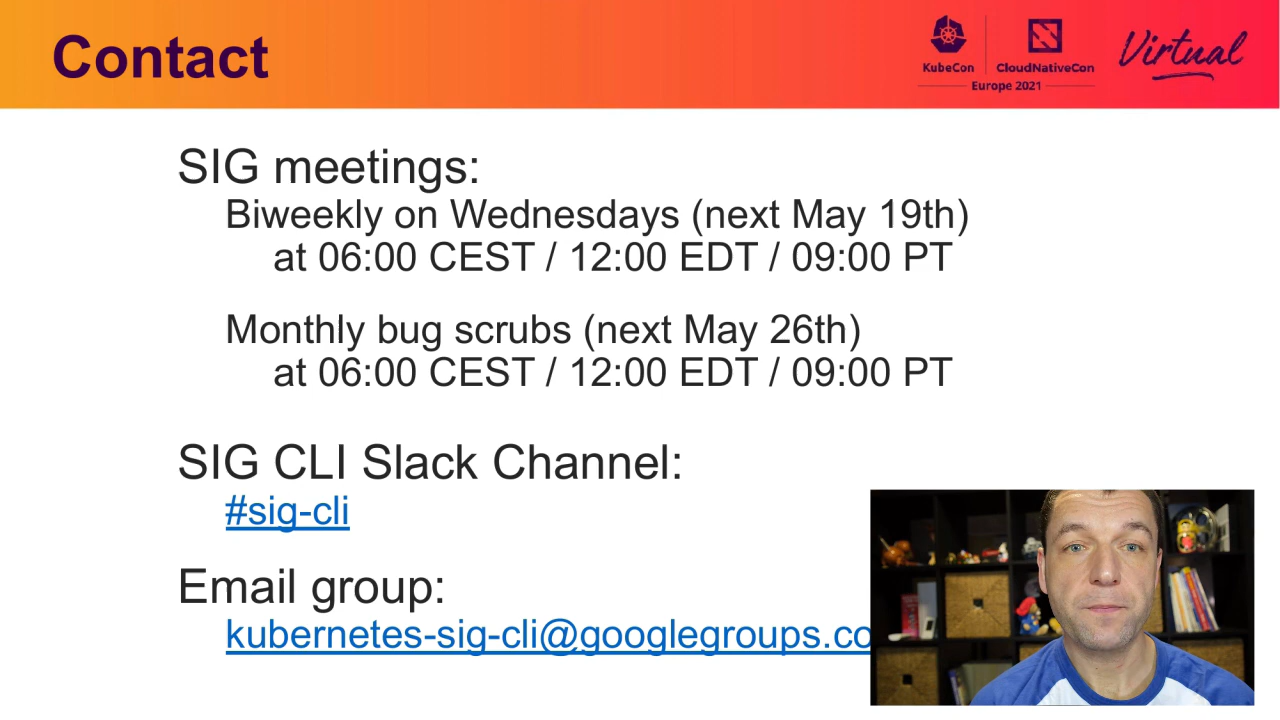 Contact
KubeCon
CloudNativeCon
Europe 2021
Virtual
SIG meetings:
Biweekly on Wednesdays (next May 19th)
at 06:00 CEST / 12:00 EDT / 09:00 PT
Monthly bug scrubs (next May 26th)
at 06:00 CEST / 12:00 EDT / 09:00 PT
SIG CLI Slack Channel:
#sig-cli
Email group:
kubernetes-sig-cli@googlegroups.co